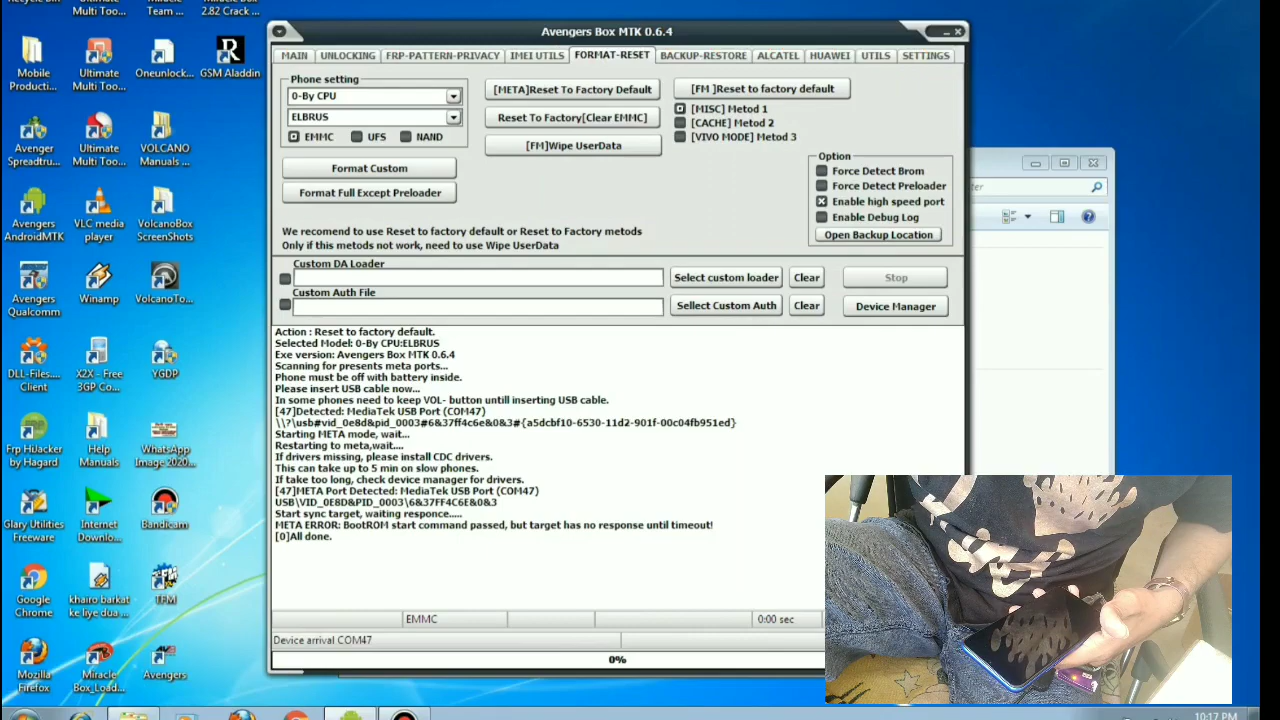 Ultimate
Multi Too...
Miracle
Team ...
Miracle Box
2.82 Crack ...
Mobile
Producti...
Ultimate
Multi Too...
Oneunlock...
GSM Aladdin
Avenger
Spreadtru...
Ultimate
Multi Too...
VOLCANO
Manuals ...
Avengers
AndroidMTK
VLC media
player
VolcanoBox
ScreenShots
Avengers
Qualcomm
Winamp
VolcanoTo...
DLL-Files....
Client
X2X - Free
3GP Co...
YGDP
Frp HiJacker
by Hagard
Help
Manuals
WhatsApp
Image 2020...
Glary Utilities
Freeware
Internet
Downlo...
Bandicam
Google
Chrome
khairo barkat
ke liye dua ...
TFM
Mozilla
Firefox
Miracle
Box_Load...
Avengers
Avengers Box MTK 0.6.4
MAIN UNLOCKING FRP-PATTERN-PRIVACY IMEI UTILS FORMAT-RESET BACKUP-RESTORE ALCATEL HUAWEI UTILS SETTINGS
Phone setting
0-By CPU
ELBRUS
EMMC UFS NAND
Format Custom
Format Full Except Preloader
[META]Reset To Factory Default
Reset To Factory[Clear EMMC]
[FM]Wipe UserData
[FM ]Reset to factory default
[MISC] Metod 1
[CACHE] Metod 2
[VIVO MODE] Metod 3
Option
Force Detect Brom
Force Detect Preloader
Enable high speed port
Enable Debug Log
Open Backup Location
We recomend to use Reset to factory default or Reset to Factory metods
Only if this metods not work, need to use Wipe UserData
Custom DA Loader
Select custom loader Clear Stop
Custom Auth File
Sellect Custom Auth Clear Device Manager
Action : Reset to factory default.
Selected Model: 0-By CPU:ELBRUS
Exe version: Avengers Box MTK 0.6.4
Scanning for presents meta ports...
Phone must be off with battery inside.
Please insert USB cable now...
In some phones need to keep VOL- button untill inserting USB cable.
[47]Detected: MediaTek USB Port (COM47)
\\?\usb#vid_0e8d&pid_0003#6&37ff4c6e&0&3#{a5dcbf10-6530-11d2-901f-00c04fb951ed}
Starting META mode, wait...
Restarting to meta,wait....
If drivers missing, please install CDC drivers.
This can take up to 5 min on slow phones.
If take too long, check device manager for drivers.
[47]META Port Detected: MediaTek USB Port (COM47)
USB\VID_0E8D&PID_0003\6&37FF4C6E&0&3
Start sync target, waiting responce.....
META ERROR: BootROM start command passed, but target has no response until timeout!
[0]All done.
EMMC 0:00 sec
Device arrival COM47
0%
10:17 PM